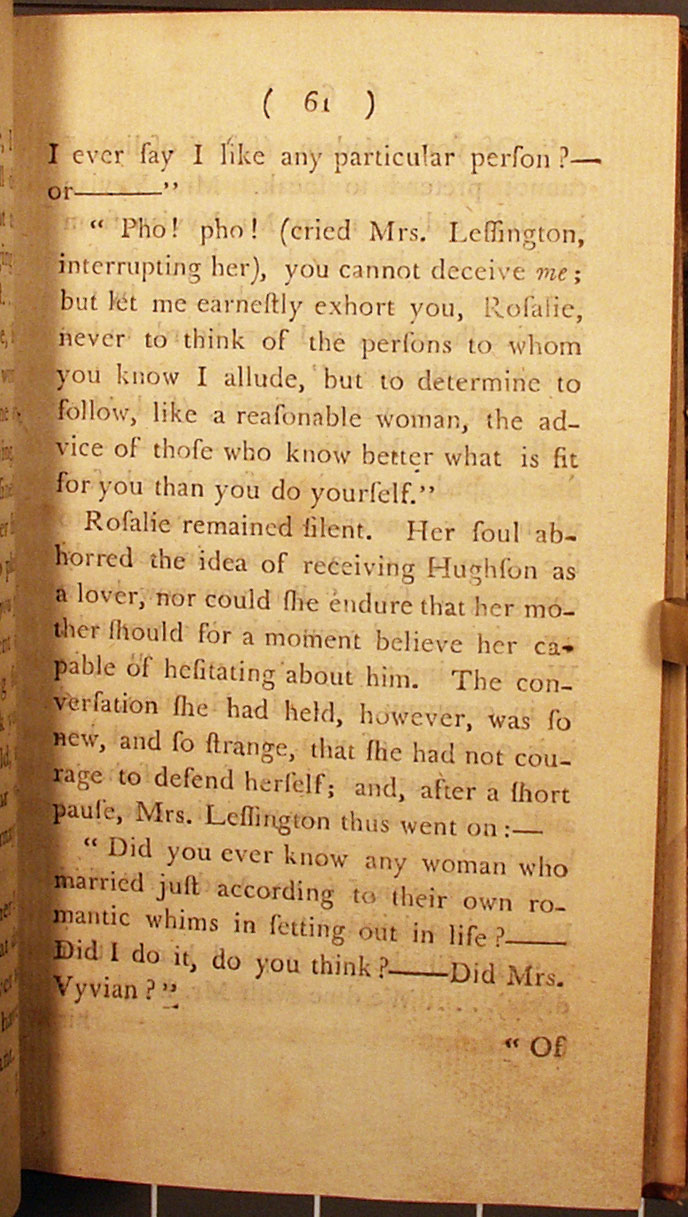 ( 61 )
I ever ſay I like any particular perſon ?—
or———”
“ Pho! pho! (cried Mrs. Leſſington,
interrupting her), you cannot deceive me ;
but let me earneſtly exhort you, Roſalie,
never to think of the perſons to whom
you know I allude, but to determine to
follow, like a reaſonable woman, the ad-
vice of thoſe who know better what is fit
for you than you do yourſelf.”
Roſalie remained ſilent. Her ſoul ab-
horred the idea of receiving Hughſon as
a lover, nor could ſhe endure that her mo-
ther ſhould for a moment believe her ca-
pable of heſitating about him. The con-
verſation ſhe had held, however, was ſo
new, and ſo ſtrange, that ſhe had not cou-
rage to defend herſelf; and, after a ſhort
pauſe, Mrs. Leſſington thus went on :—
“ Did you ever know any woman who
married juſt according to their own ro-
mantic whims in ſetting out in life ?——
Did I do it, do you think ?——Did Mrs.
Vyvian ?”
“ Of